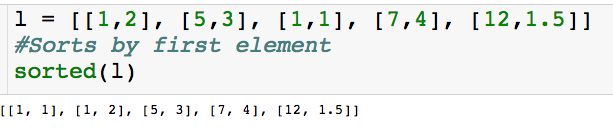 l = [[1,2], [5,3], [1,1], [7,4], [12,1.5]]
#Sorts by first element
sorted(l)
[[1, 1], [1, 2], [5, 3], [7, 4], [12, 1.5]]